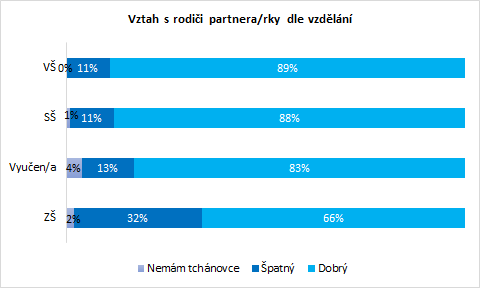 Vztah s rodiči partnera/rky dle vzdělání
VŠ 0% 11% 89%
SŠ 1% 11% 88%
Vyučen/a 4% 13% 83%
ZŠ 2% 32% 66%
Nemám tchánovce Špatný Dobrý